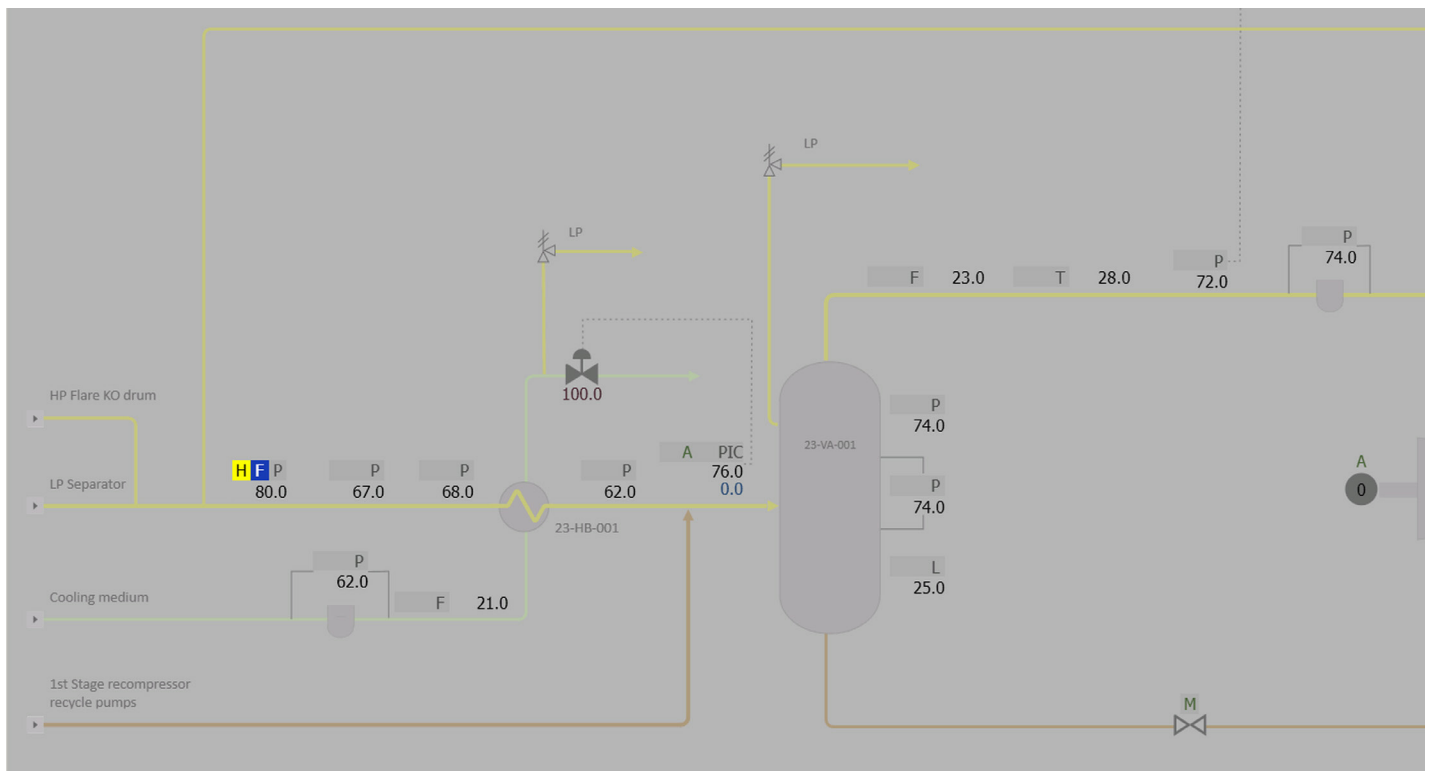 LP
LP
P
74.0
F 23.0 T 28.0 P
72.0
100.0
HP Flare KO drum
P
74.0
23-VA-001
A PIC
76.0
0.0
LP Separator
H F P
80.0
P
67.0
P
68.0
P
62.0
P
74.0
A
0
23-HB-001
P
62.0
L
25.0
Cooling medium
F 21.0
1st Stage recompressor
recycle pumps
M